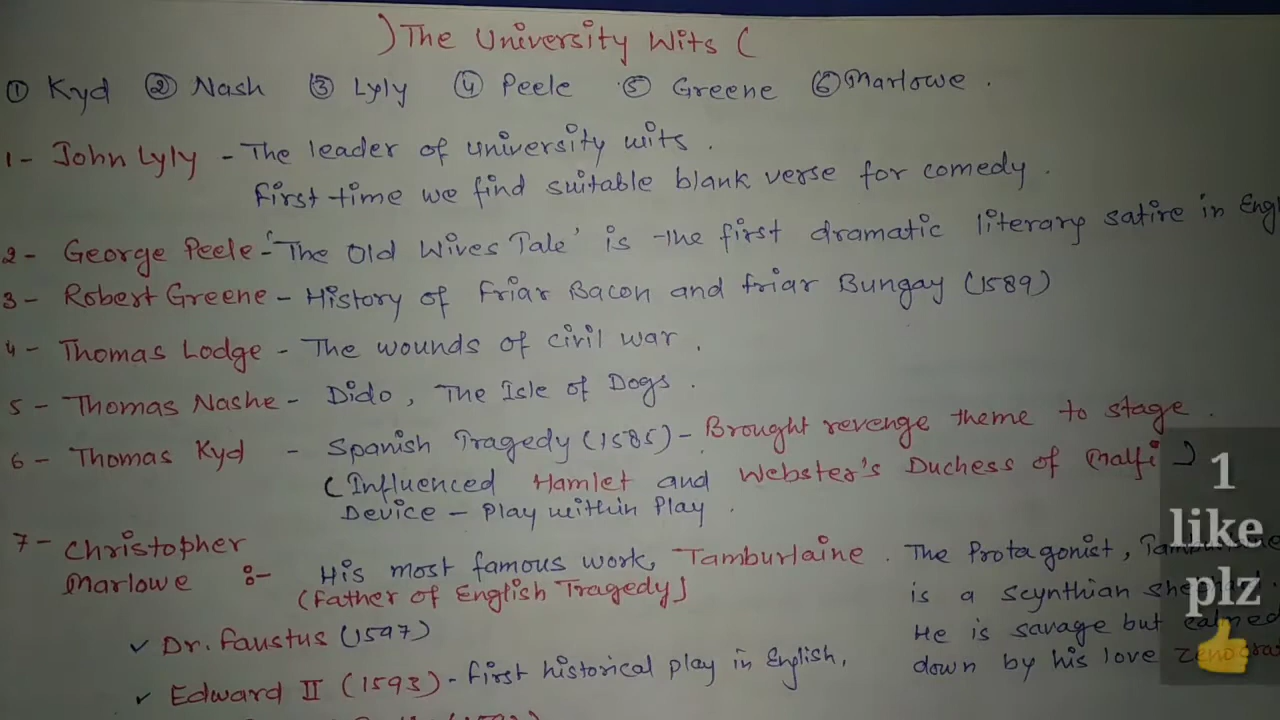 )The University Wits (
① Kyd ② Nash ③ Lyly ④ Peele ⑤ Greene ⑥ Marlowe .
1- John Lyly - The leader of university wits .
First time we find suitable blank verse for comedy .
2- George Peele - 'The Old Wives Tale' is the first dramatic literary satire in Engl
3- Robert Greene - History of Friar Bacon and friar Bungay (1589)
4- Thomas Lodge - The wounds of civil war .
5- Thomas Nashe - Dido, The Isle of Dogs .
6- Thomas Kyd - Spanish Tragedy (1585) - Brought revenge theme to stage .
(Influenced Hamlet and Webster's Duchess of Malfi)
Device - Play within Play .
7- Christopher Marlowe :- His most famous work, Tamburlaine .
(Father of English Tragedy)
The Protagonist,
is a scynthian
He is savage but calmed
down by his love
✓ Dr. Faustus (1597)
✓ Edward II (1593) - First historical play in English,
1
like
plz